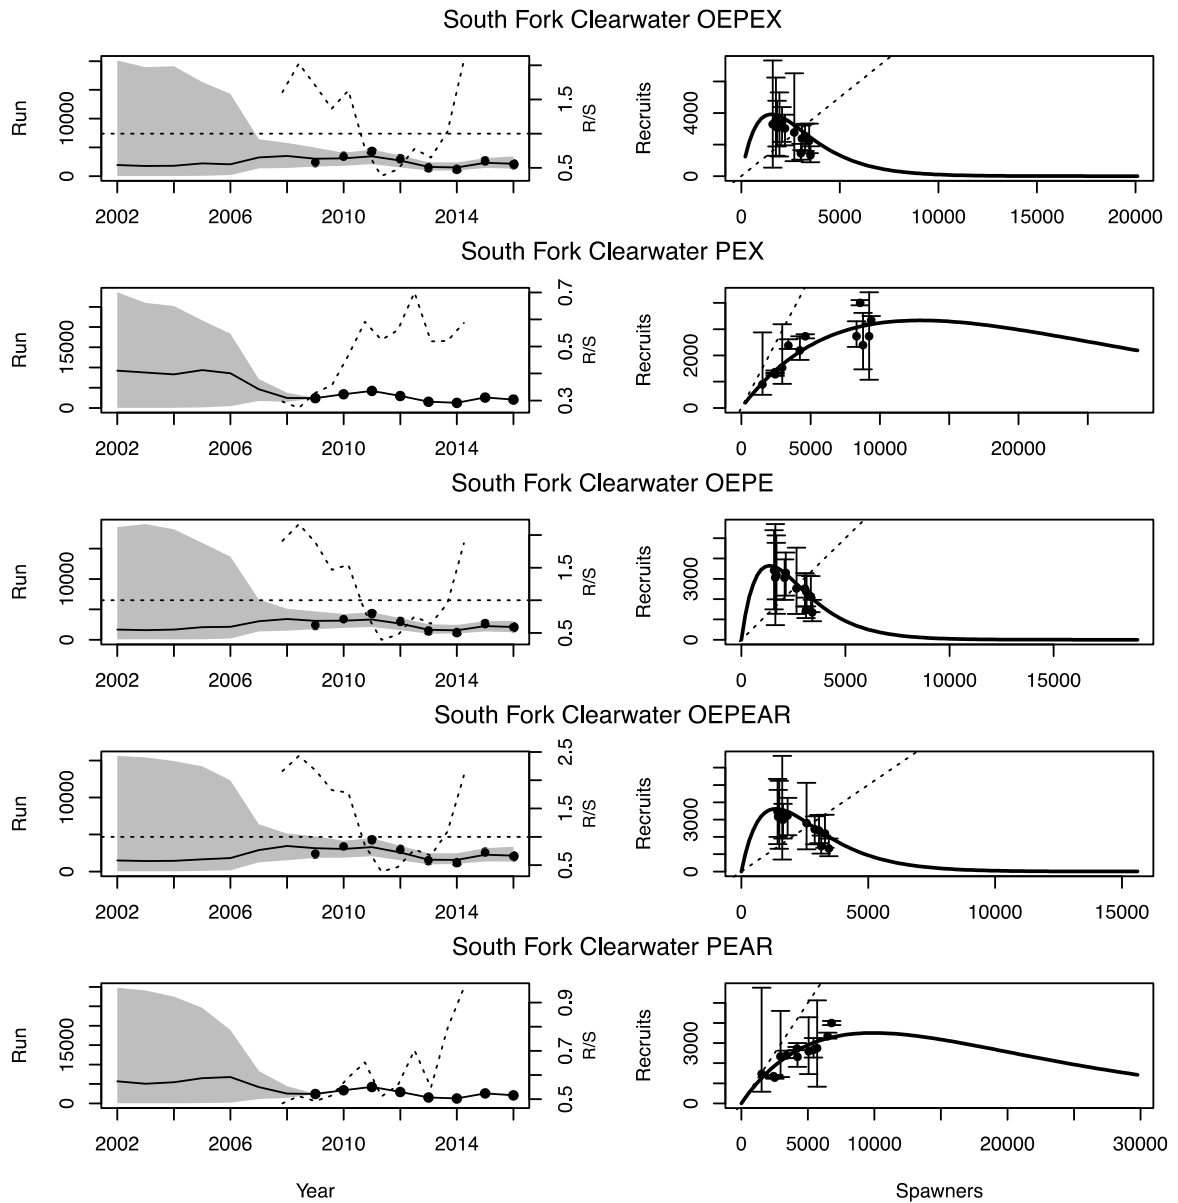 South Fork Clearwater OEPEX
Run
0 10000
0.5 1.5
R/S
2002 2006 2010 2014
Recruits
0 4000
0 5000 10000 15000 20000
South Fork Clearwater PEX
Run
0 15000
0.3 0.5 0.7
R/S
2002 2006 2010 2014
Recruits
0 2000
0 5000 10000 20000
South Fork Clearwater OEPE
Run
0 10000
0.5 1.5
R/S
2002 2006 2010 2014
Recruits
0 3000
0 5000 10000 15000
South Fork Clearwater OEPEAR
Run
0 10000
0.5 1.5 2.5
R/S
2002 2006 2010 2014
Recruits
0 3000
0 5000 10000 15000
South Fork Clearwater PEAR
Run
0 15000
0.5 0.7 0.9
R/S
2002 2006 2010 2014
Recruits
0 3000
0 5000 10000 20000 30000
Year
Spawners